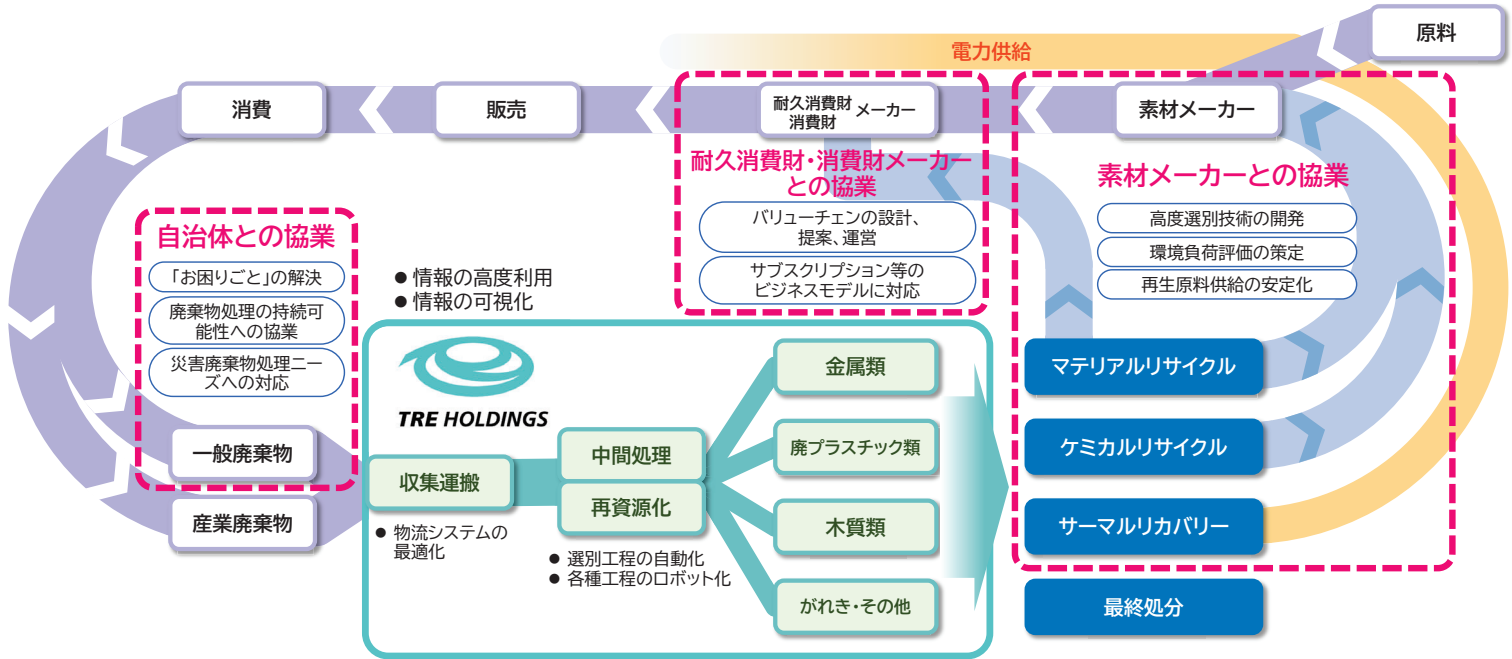 原料
電力供給
消費
販売
耐久消費財
消費財
メーカー
素材メーカー
耐久消費財・消費財メーカー
との協業
バリューチェンの設計、
提案、運営
サブスクリプション等の
ビジネスモデルに対応
素材メーカーとの協業
高度選別技術の開発
環境負荷評価の策定
再生原料供給の安定化
自治体との協業
「お困りごと」の解決
廃棄物処理の持続可
能性への協業
災害廃棄物処理ニー
ズへの対応
一般廃棄物
産業廃棄物
● 情報の高度利用
● 情報の可視化
TRE HOLDINGS
収集運搬
● 物流システムの
最適化
中間処理
再資源化
● 選別工程の自動化
● 各種工程のロボット化
金属類
廃プラスチック類
木質類
がれき・その他
マテリアルリサイクル
ケミカルリサイクル
サーマルリカバリー
最終処分